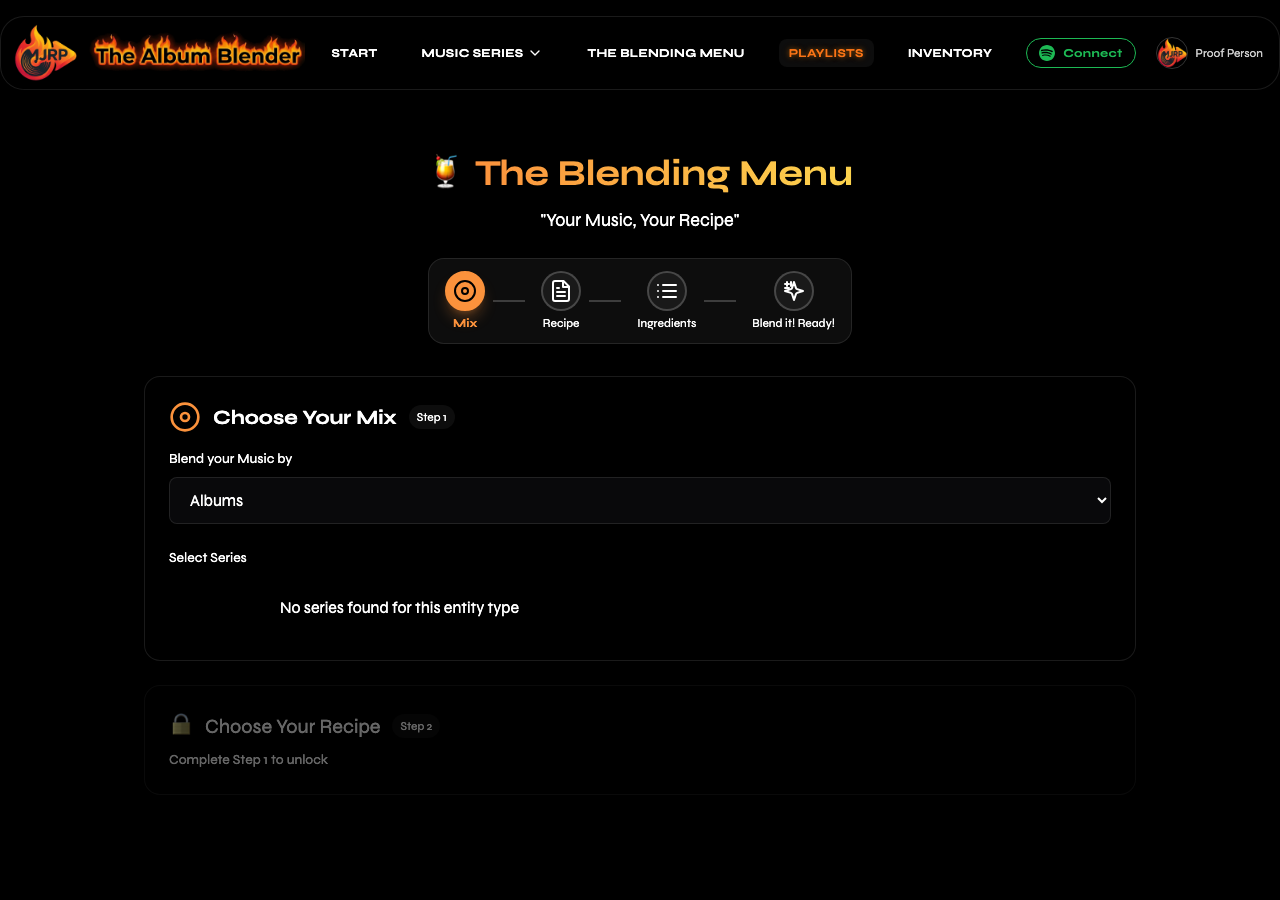 JRP
The Album Blender
START
MUSIC SERIES
THE BLENDING MENU
PLAYLISTS
INVENTORY
Connect
JRP
Proof Person
The Blending Menu
"Your Music, Your Recipe"
Mix
Recipe
Ingredients
Blend it! Ready!
Choose Your Mix
Step 1
Blend your Music by
Albums
Select Series
No series found for this entity type
Choose Your Recipe
Step 2
Complete Step 1 to unlock